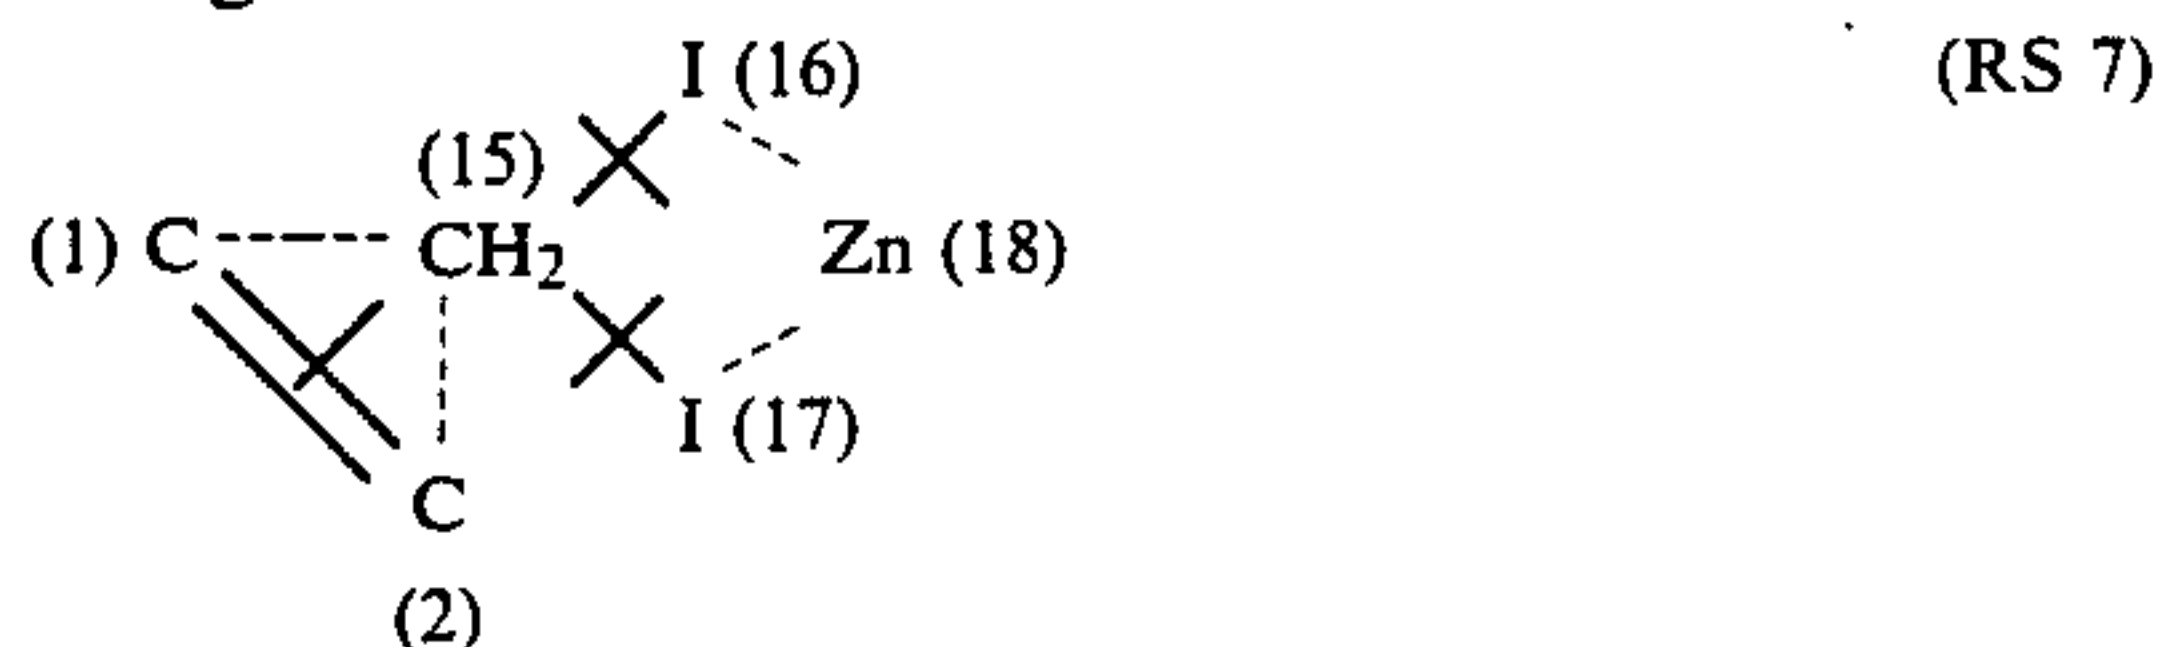 I (16)
(RS 7)
(15)
(1) C
CH2
Zn (18)
I (17)
C
(2)